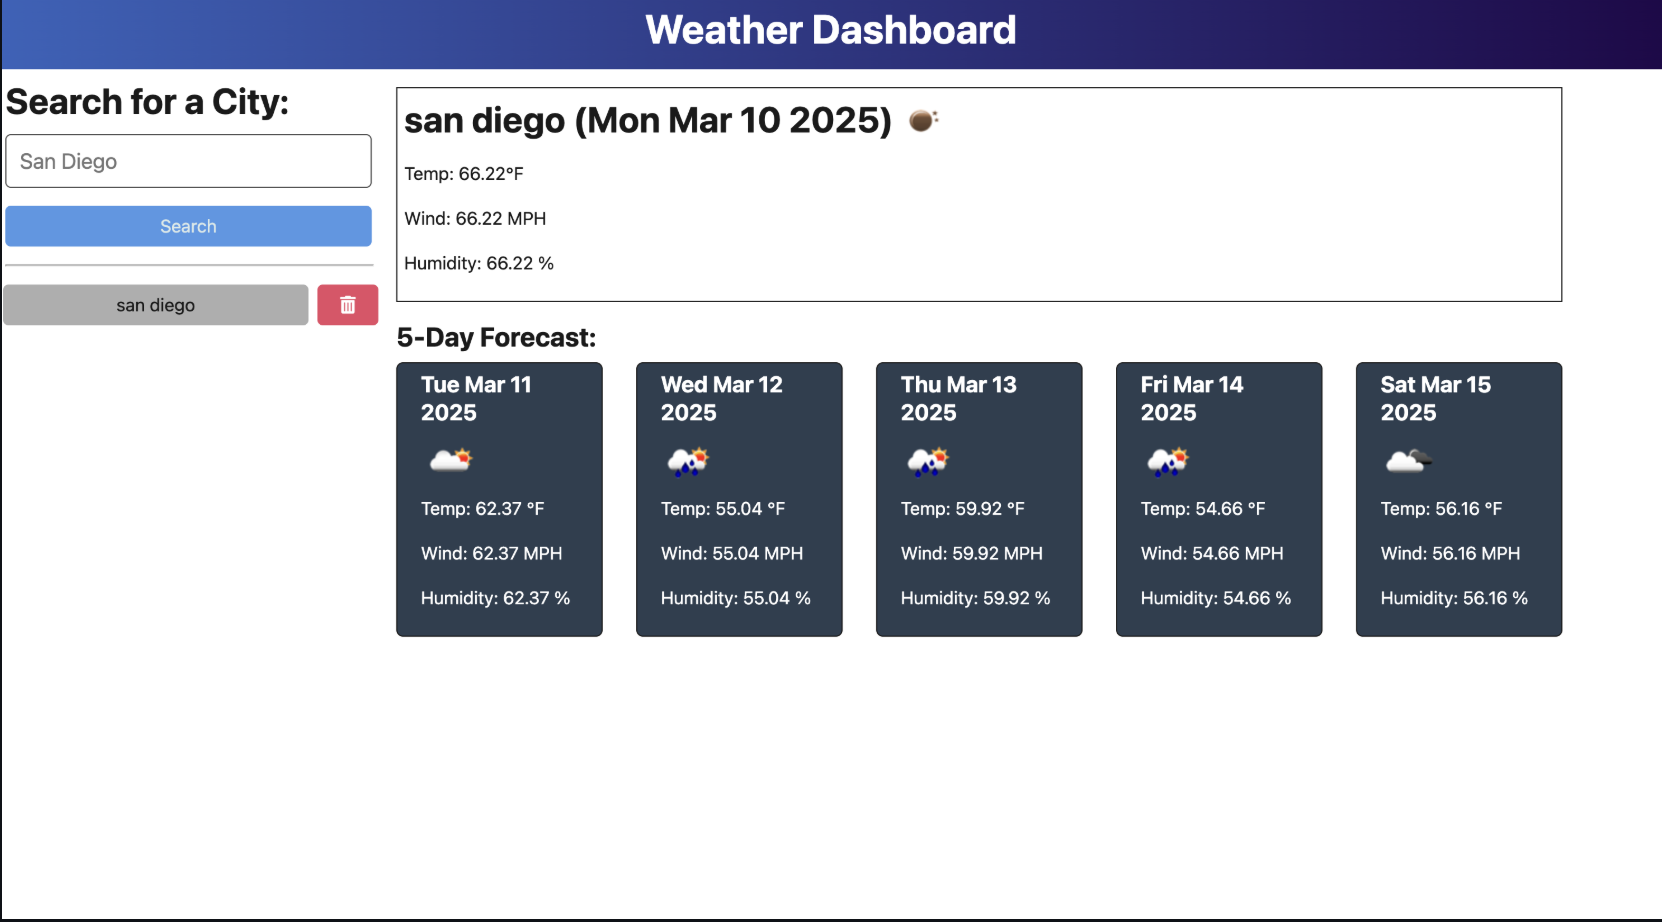 Weather Dashboard
Search for a City:
San Diego
Search
san diego
san diego (Mon Mar 10 2025)
Temp: 66.22°F
Wind: 66.22 MPH
Humidity: 66.22 %
5-Day Forecast:
Tue Mar 11
2025
Temp: 62.37 °F
Wind: 62.37 MPH
Humidity: 62.37 %
Wed Mar 12
2025
Temp: 55.04 °F
Wind: 55.04 MPH
Humidity: 55.04 %
Thu Mar 13
2025
Temp: 59.92 °F
Wind: 59.92 MPH
Humidity: 59.92 %
Fri Mar 14
2025
Temp: 54.66 °F
Wind: 54.66 MPH
Humidity: 54.66 %
Sat Mar 15
2025
Temp: 56.16 °F
Wind: 56.16 MPH
Humidity: 56.16 %